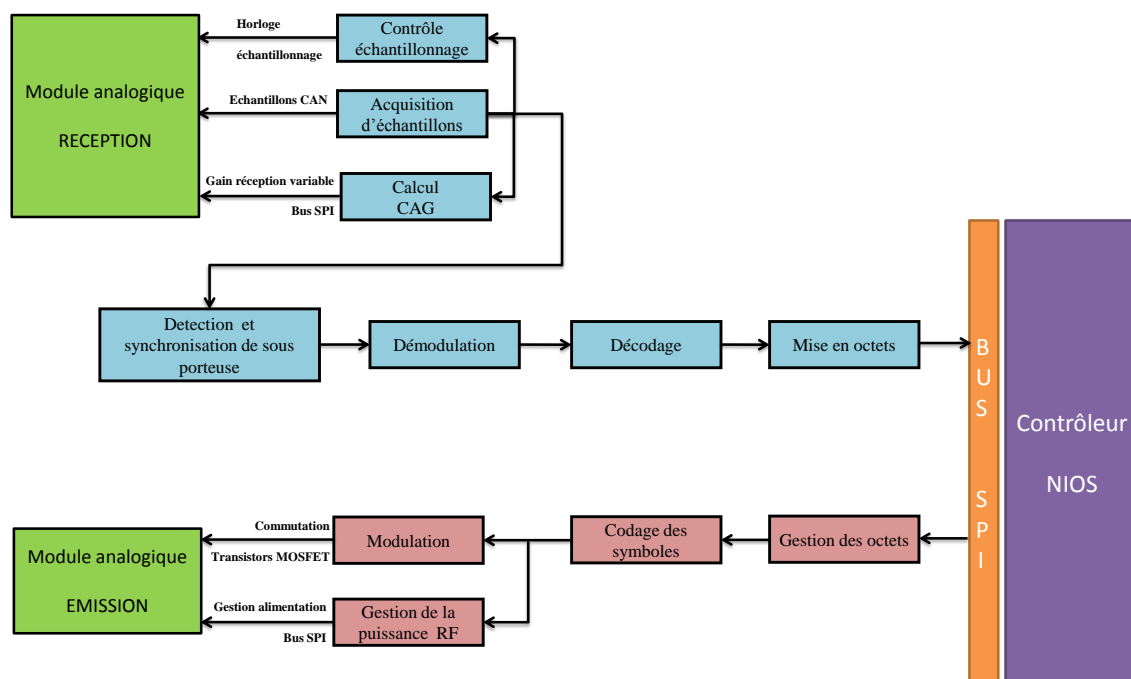 Horloge
échantillonnage
Contrôle
échantillonnage
Module analogique
RECEPTION
Echantillons CAN
Acquisition
d'échantillons
Gain réception variable
Bus SPI
Calcul
CAG
Detection et
synchronisation de sous
porteuse
Démodulation
Décodage
Mise en octets
BUS SPI
Contrôleur
NIOS
Module analogique
EMISSION
Commutation
Transistors MOSFET
Modulation
Codage des
symboles
Gestion des octets
Gestion alimentation
Bus SPI
Gestion de la
puissance RF